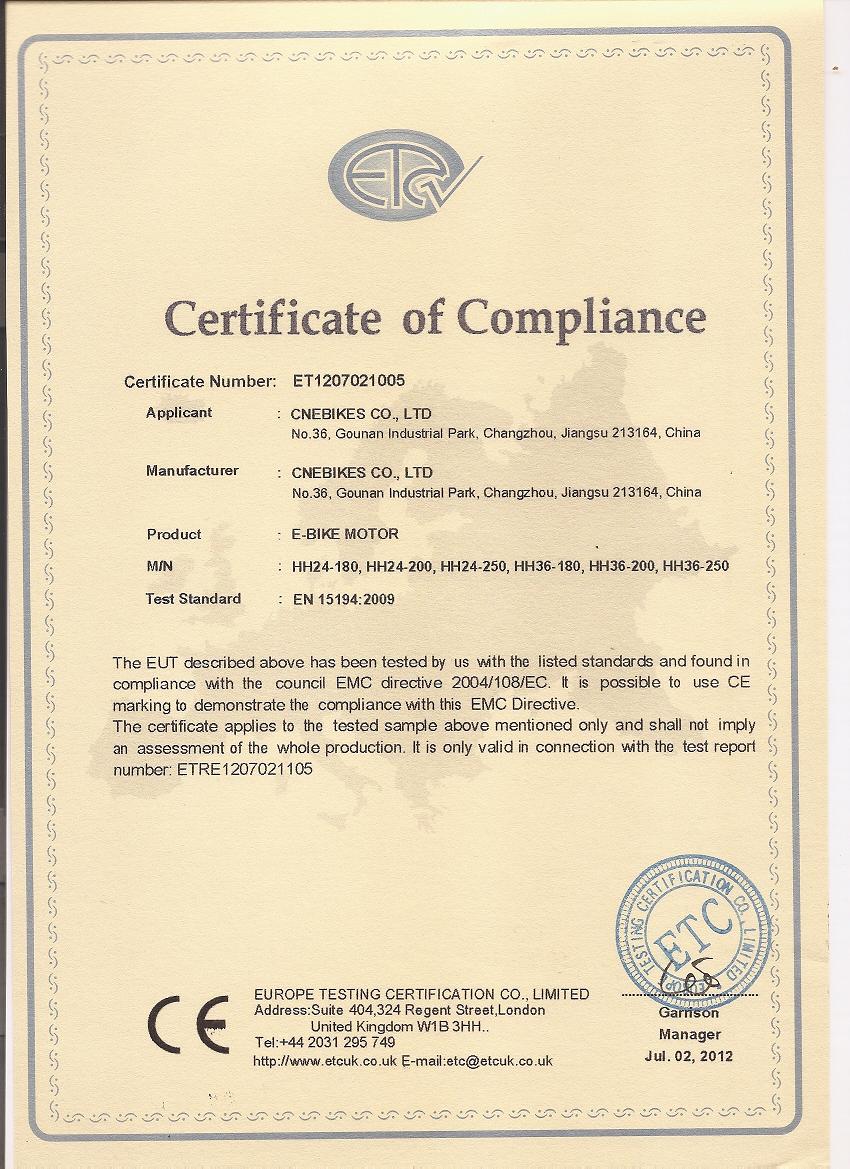 ETC
Certificate of Compliance
Certificate Number: ET1207021005
Applicant : CNEBIKES CO., LTD
No.36, Gounan Industrial Park, Changzhou, Jiangsu 213164, China
Manufacturer : CNEBIKES CO., LTD
No.36, Gounan Industrial Park, Changzhou, Jiangsu 213164, China
Product : E-BIKE MOTOR
M/N : HH24-180, HH24-200, HH24-250, HH36-180, HH36-200, HH36-250
Test Standard : EN 15194:2009
The EUT described above has been tested by us with the listed standards and found in
compliance with the council EMC directive 2004/108/EC. It is possible to use CE
marking to demonstrate the compliance with this EMC Directive.
The certificate applies to the tested sample above mentioned only and shall not imply
an assessment of the whole production. It is only valid in connection with the test report
number: ETRE1207021105
TESTING CERTIFICATION CO., LIMITED
ETC
CE
EUROPE TESTING CERTIFICATION CO., LIMITED
Address:Suite 404,324 Regent Street,London
United Kingdom W1B 3HH..
Tel:+44 2031 295 749
http://www.etcuk.co.uk E-mail:etc@etcuk.co.uk
Garrison
Manager
Jul. 02, 2012